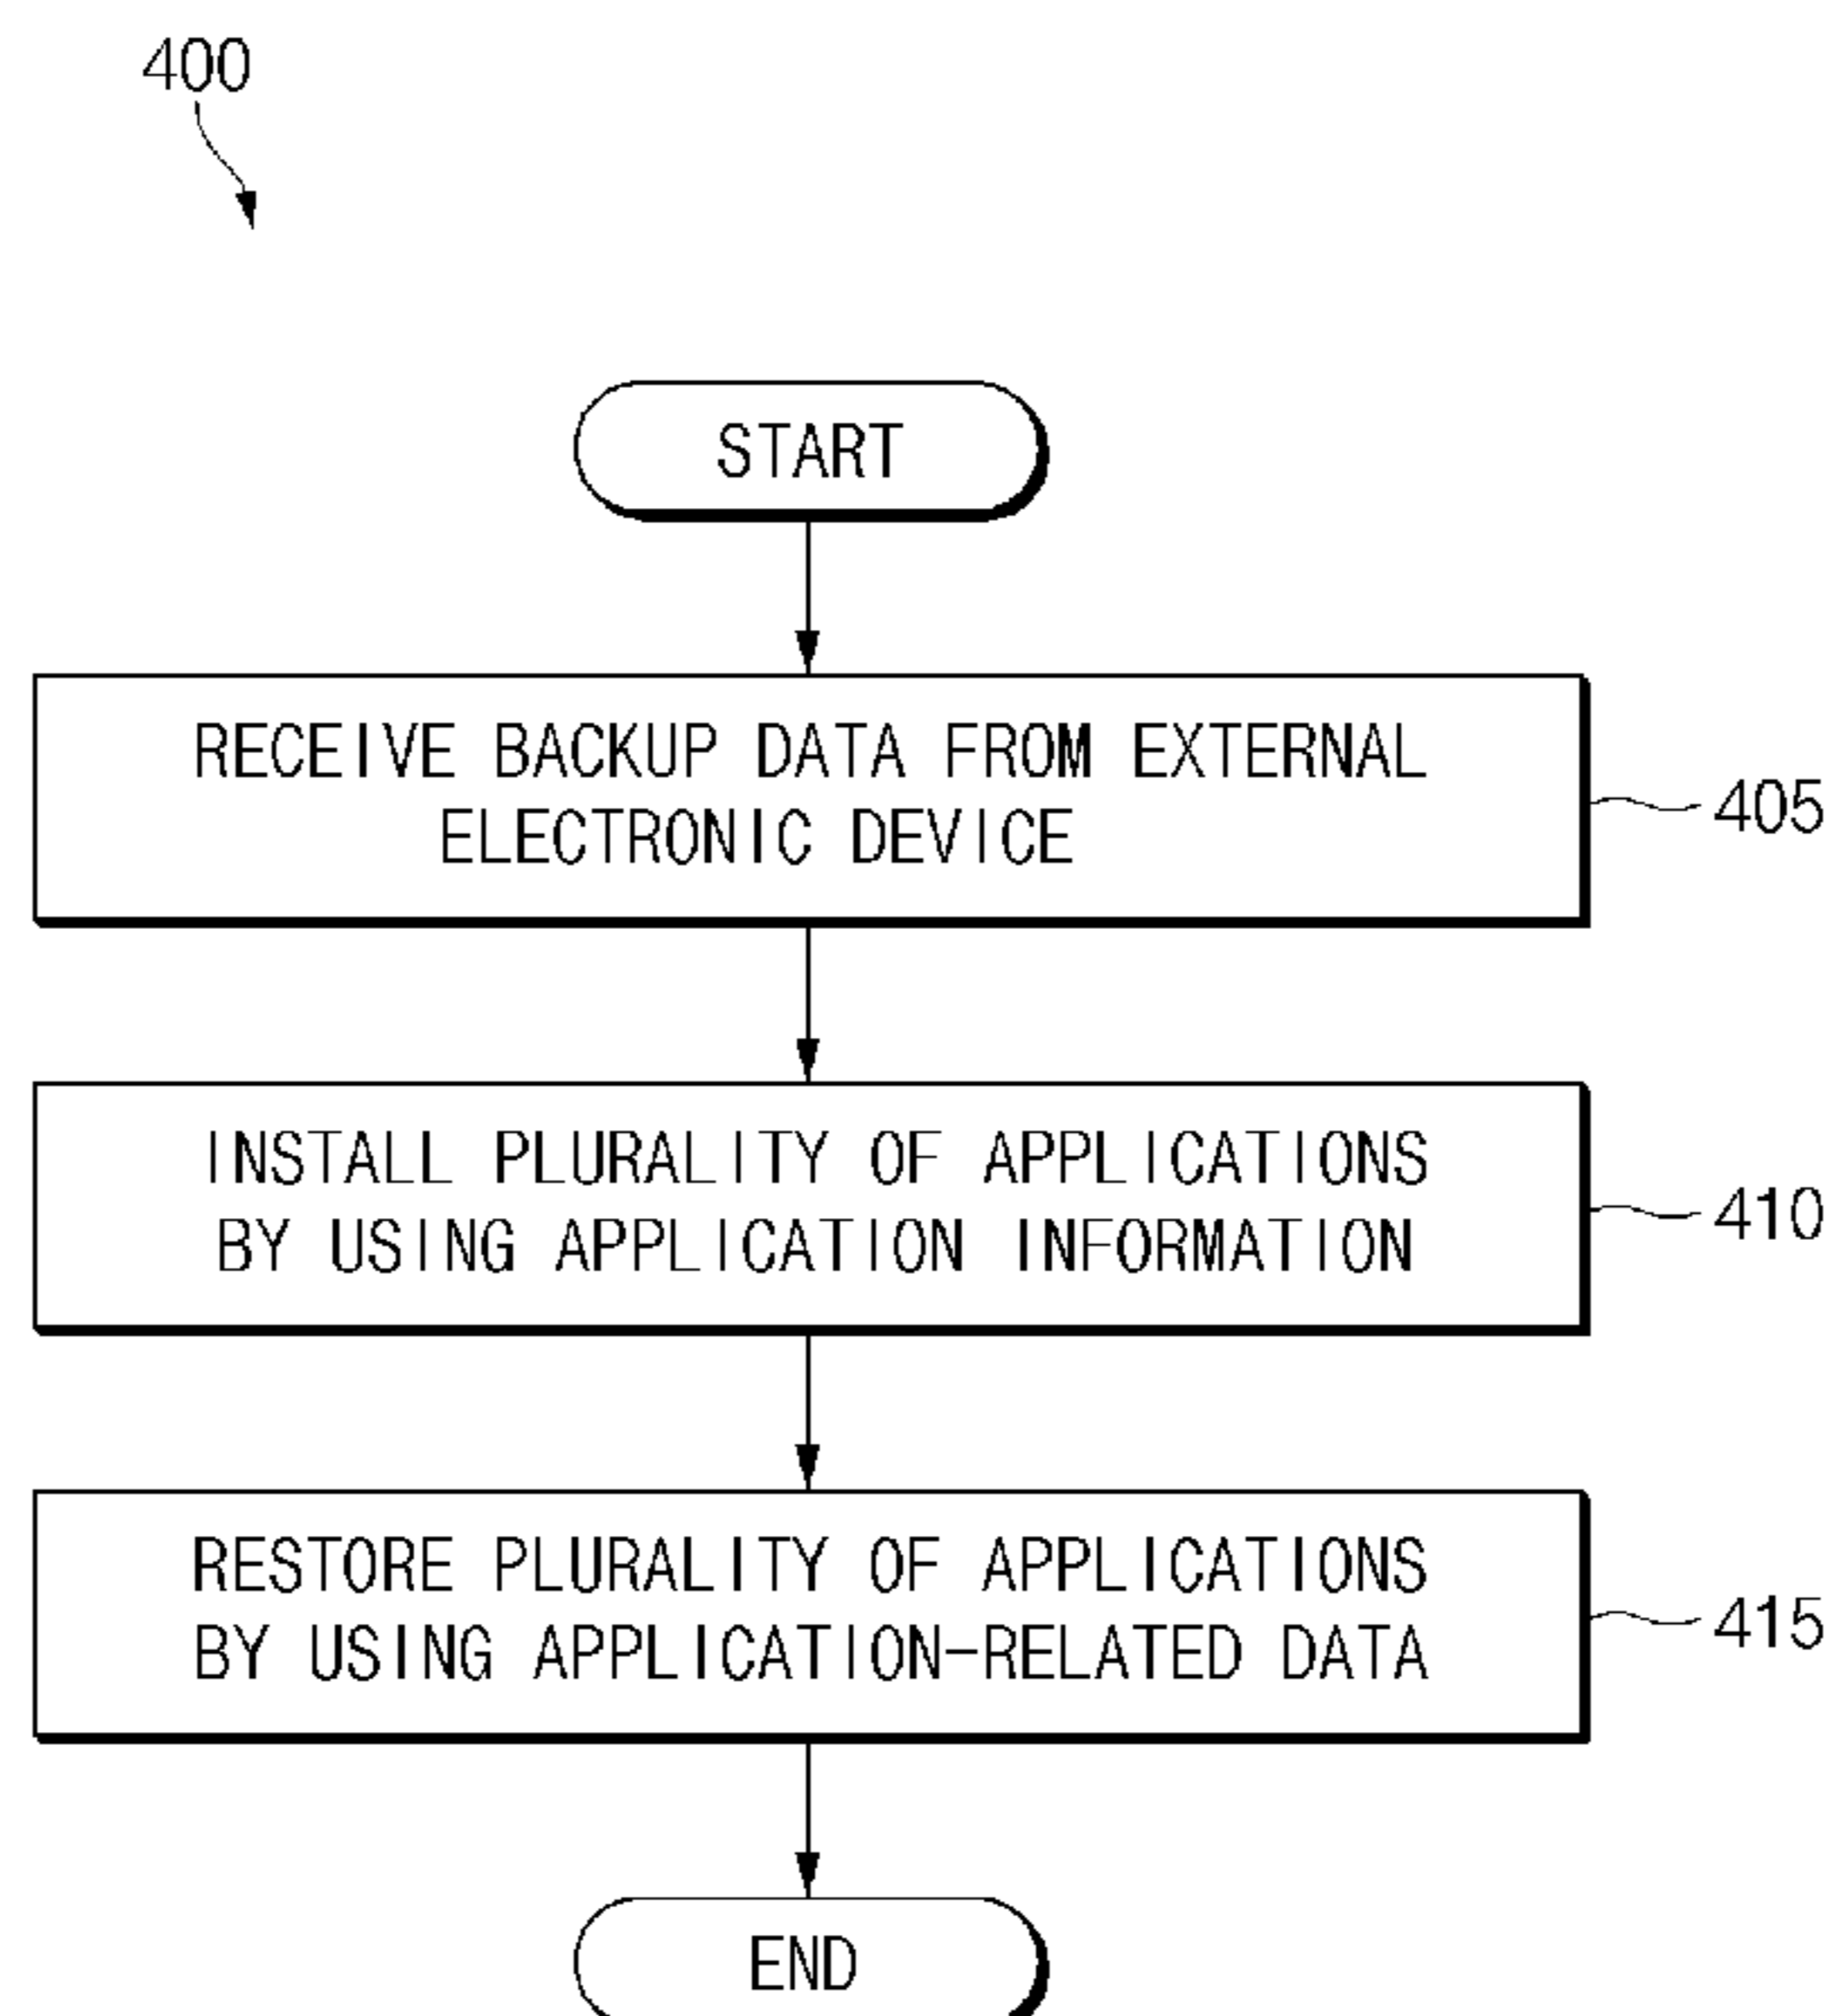 400
START
RECEIVE BACKUP DATA FROM EXTERNAL
ELECTRONIC DEVICE
405
INSTALL PLURALITY OF APPLICATIONS
BY USING APPLICATION INFORMATION
410
RESTORE PLURALITY OF APPLICATIONS
BY USING APPLICATION-RELATED DATA
415
END